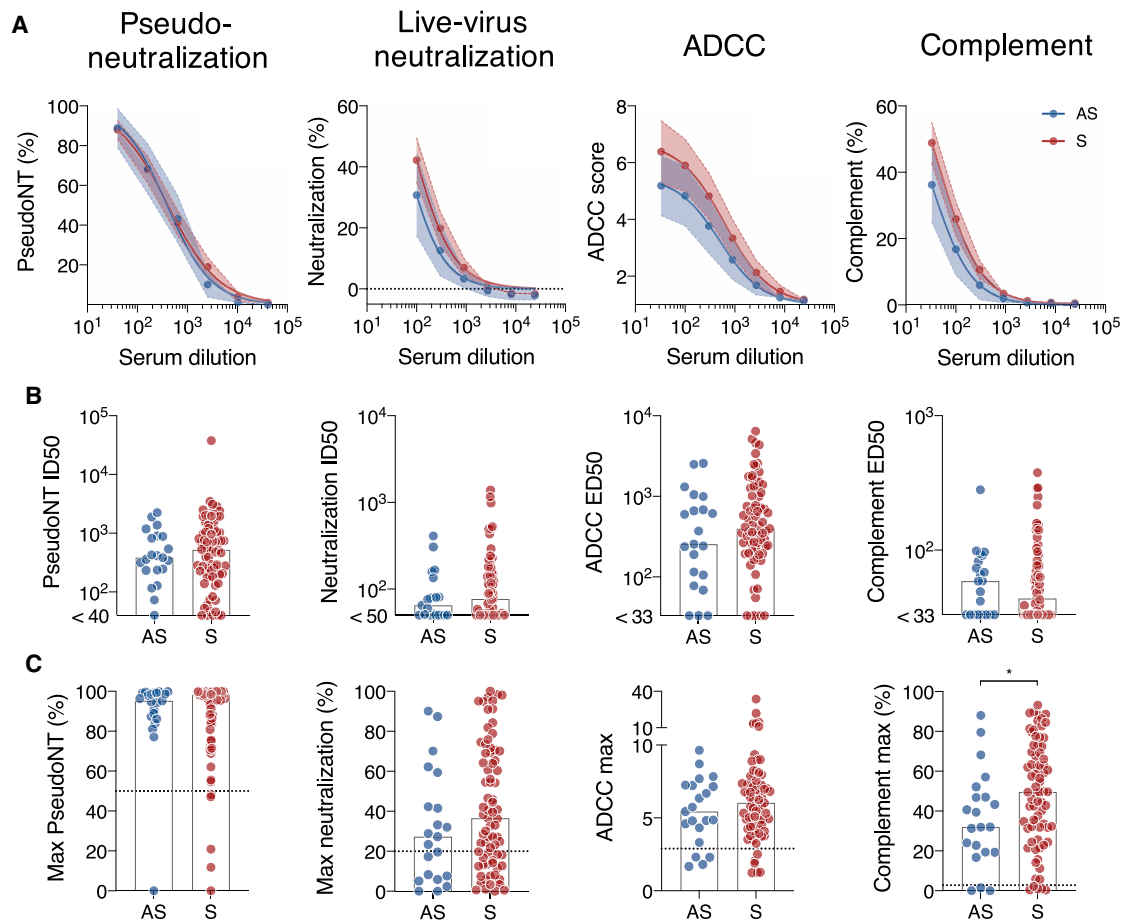 A
Pseudo-
neutralization
Live-virus
neutralization
ADCC
Complement
PseudoNT (%)
100
80
60
40
20
10¹ 10² 10³ 10⁴ 10⁵
Serum dilution
Neutralization (%)
60
40
20
0
10¹ 10² 10³ 10⁴ 10⁵
Serum dilution
ADCC score
8
6
4
2
10¹ 10² 10³ 10⁴ 10⁵
Serum dilution
Complement (%)
60
40
20
0
10¹ 10² 10³ 10⁴ 10⁵
Serum dilution
AS
S
B
PseudoNT ID50
10⁵
10⁴
10³
10²
< 40
AS S
Neutralization ID50
10⁴
10³
10²
< 50
AS S
ADCC ED50
10⁴
10³
10²
< 33
AS S
Complement ED50
10³
10²
< 33
AS S
C
Max PseudoNT (%)
100
80
60
40
20
0
AS S
Max neutralization (%)
100
80
60
40
20
0
AS S
ADCC max
40
10
10
5
0
AS S
Complement max (%)
100
80
60
40
20
0
*
AS S